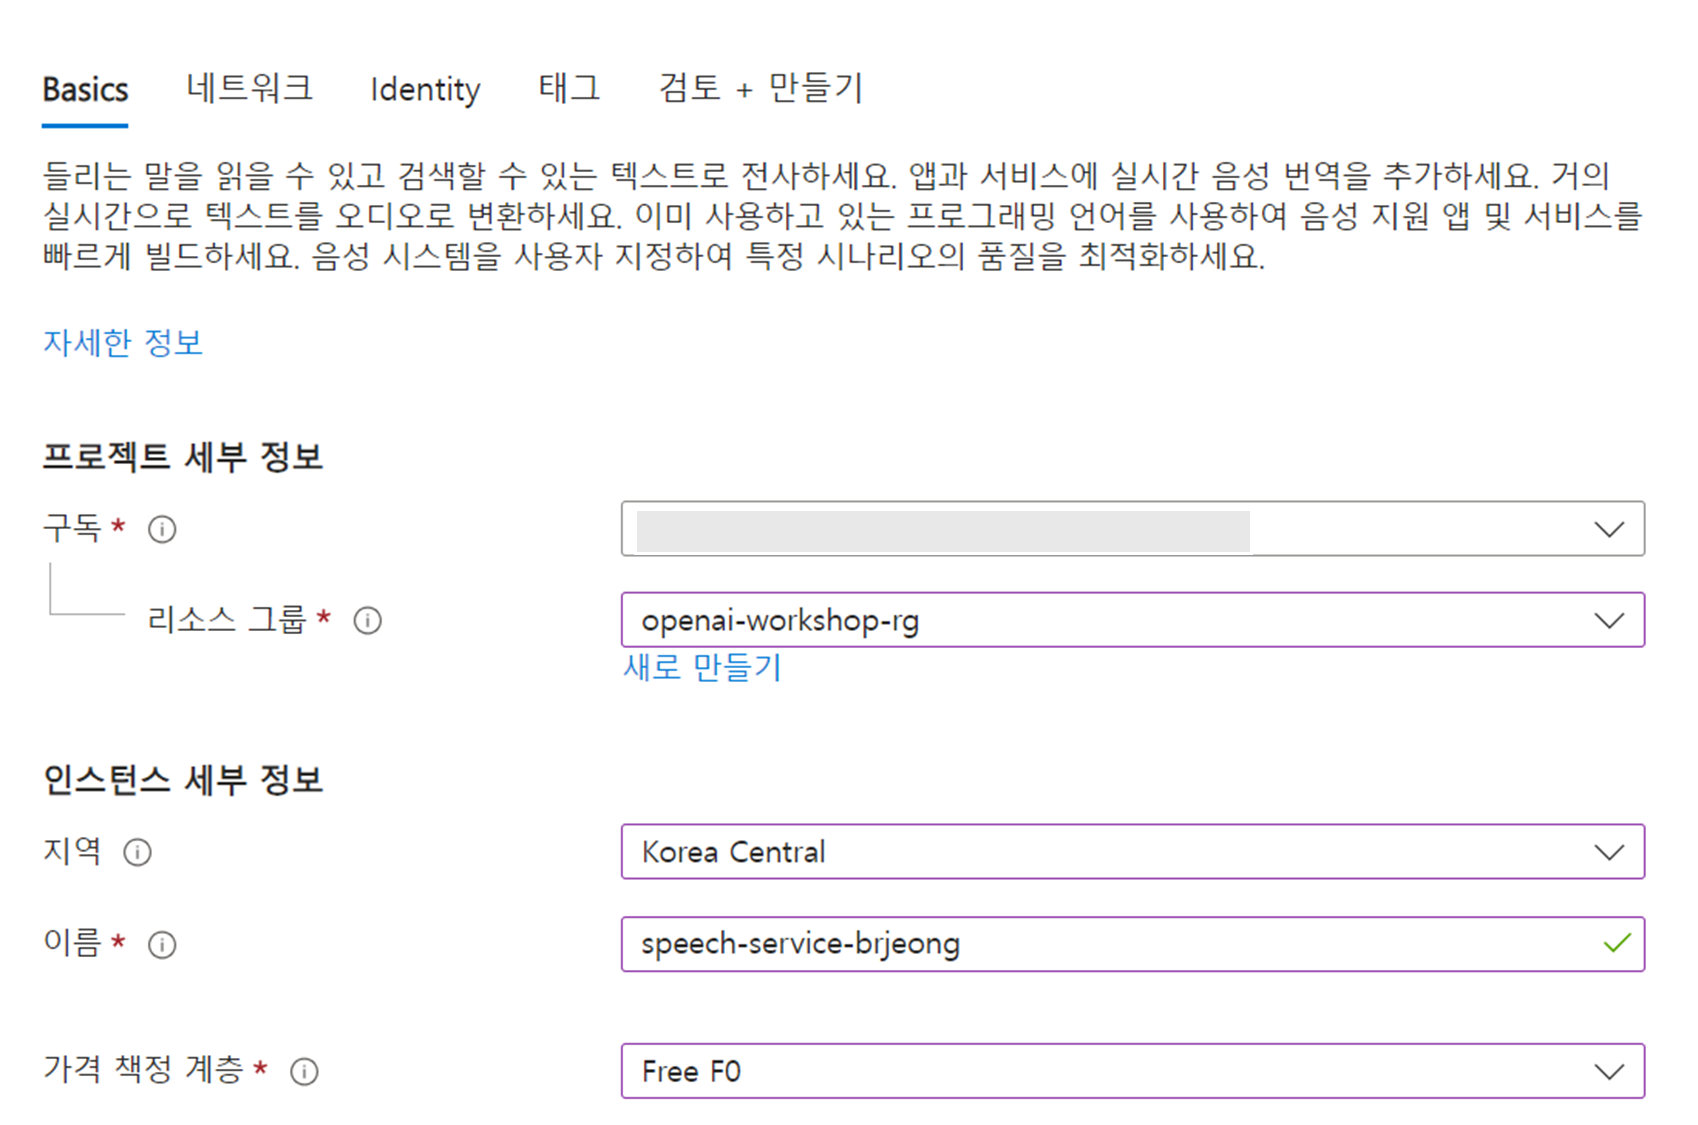 Basics 네트워크 Identity 태그 검토 + 만들기
들리는 말을 읽을 수 있고 검색할 수 있는 텍스트로 전사하세요. 앱과 서비스에 실시간 음성 번역을 추가하세요. 거의
실시간으로 텍스트를 오디오로 변환하세요. 이미 사용하고 있는 프로그래밍 언어를 사용하여 음성 지원 앱 및 서비스를
빠르게 빌드하세요. 음성 시스템을 사용자 지정하여 특정 시나리오의 품질을 최적화하세요.
자세한 정보
프로젝트 세부 정보
구독 *
리소스 그룹 * openai-workshop-rg
새로 만들기
인스턴스 세부 정보
지역 Korea Central
이름 * speech-service-brjeong
가격 책정 계층 * Free F0